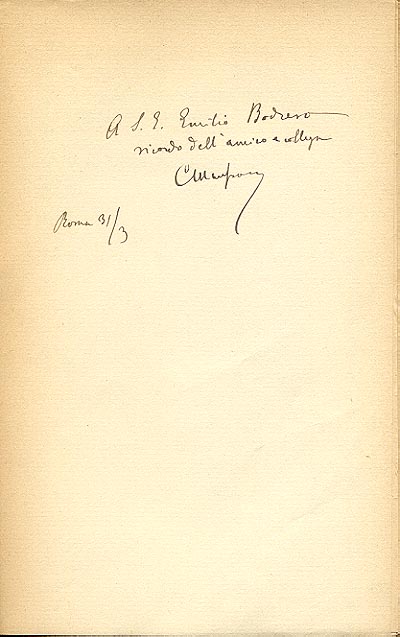 A S. E. Emilio Bodrero
ricordo dell'amico e collega
Roma 31/3